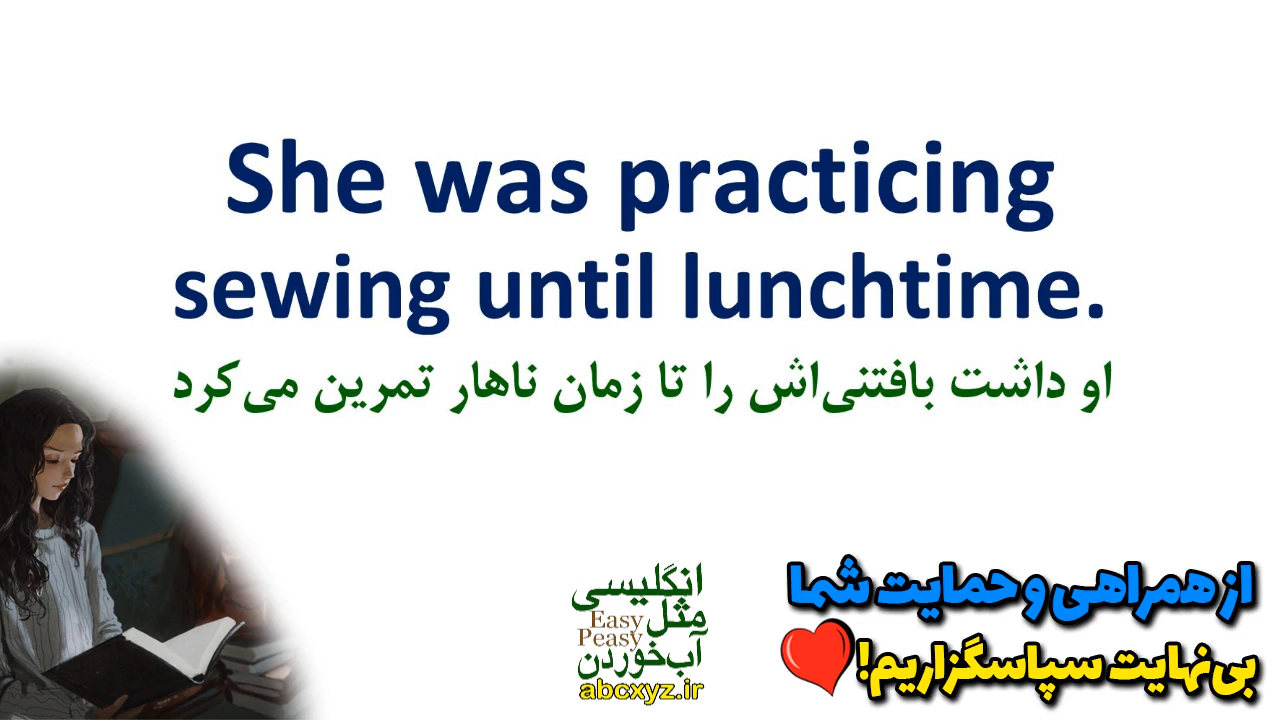 She was practicing
sewing until lunchtime.
او داشت بافتنی‌اش را تا زمان ناهار تمرین می‌کرد
انگلیسی
مثل
Easy
Peasy
آب‌خوردن
abcxyz.ir
از همراهی و حمایت شما
بی‌نهایت سپاسگزاریم!